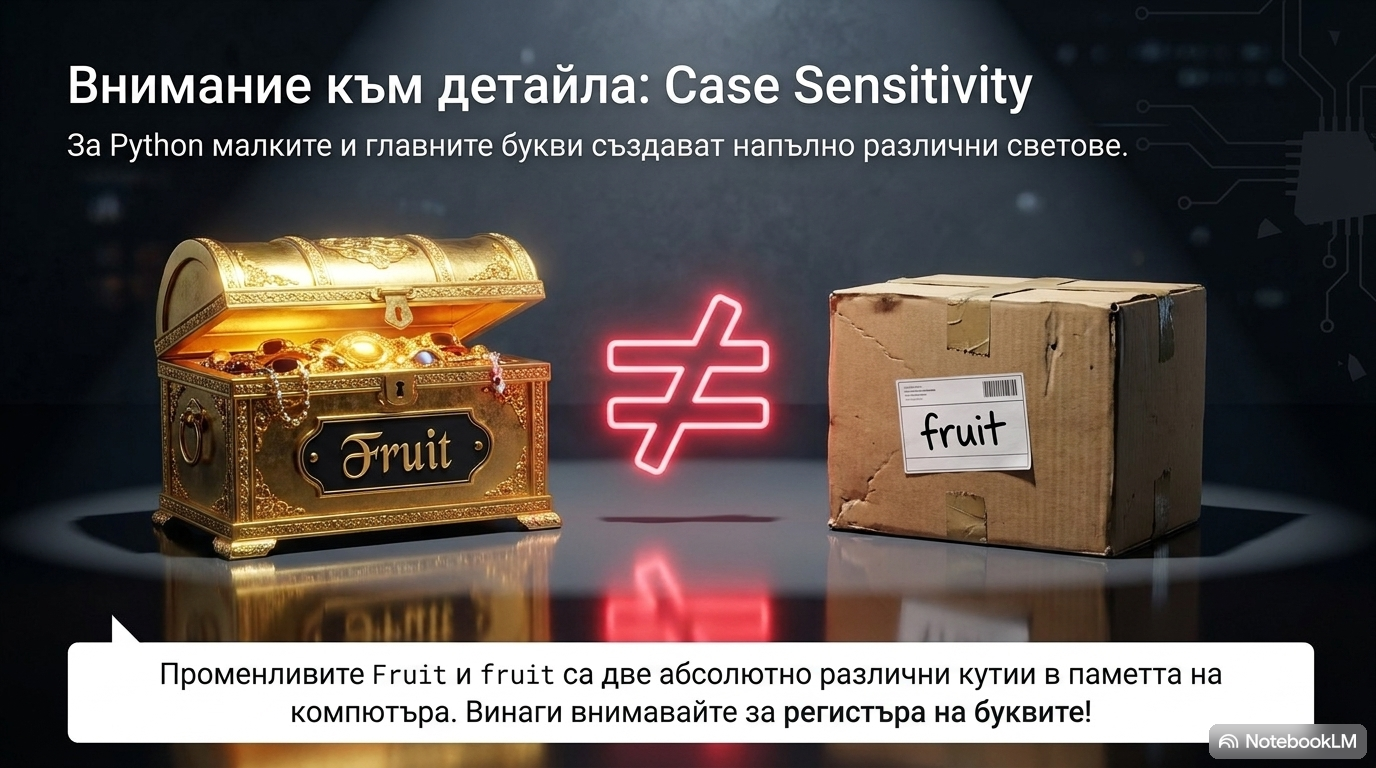 Внимание към детайла: Case Sensitivity
За Python малките и главните букви създават напълно различни светове.
Fruit
fruit
Променливите Fruit и fruit са две абсолютно различни кутии в паметта на
компютъра. Винаги внимавайте за регистъра на буквите!
NotebookLM